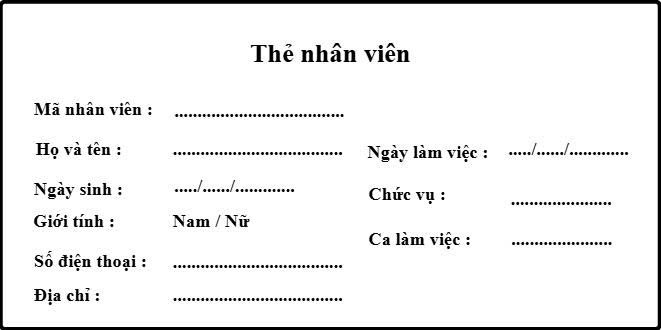 Thẻ nhân viên
Mã nhân viên : .....................................
Họ và tên : .....................................
Ngày làm việc : ...../....../.............
Ngày sinh : ...../....../.............
Chức vụ : ......................
Giới tính : Nam / Nữ
Ca làm việc : ......................
Số điện thoại : .....................................
Địa chỉ : .....................................